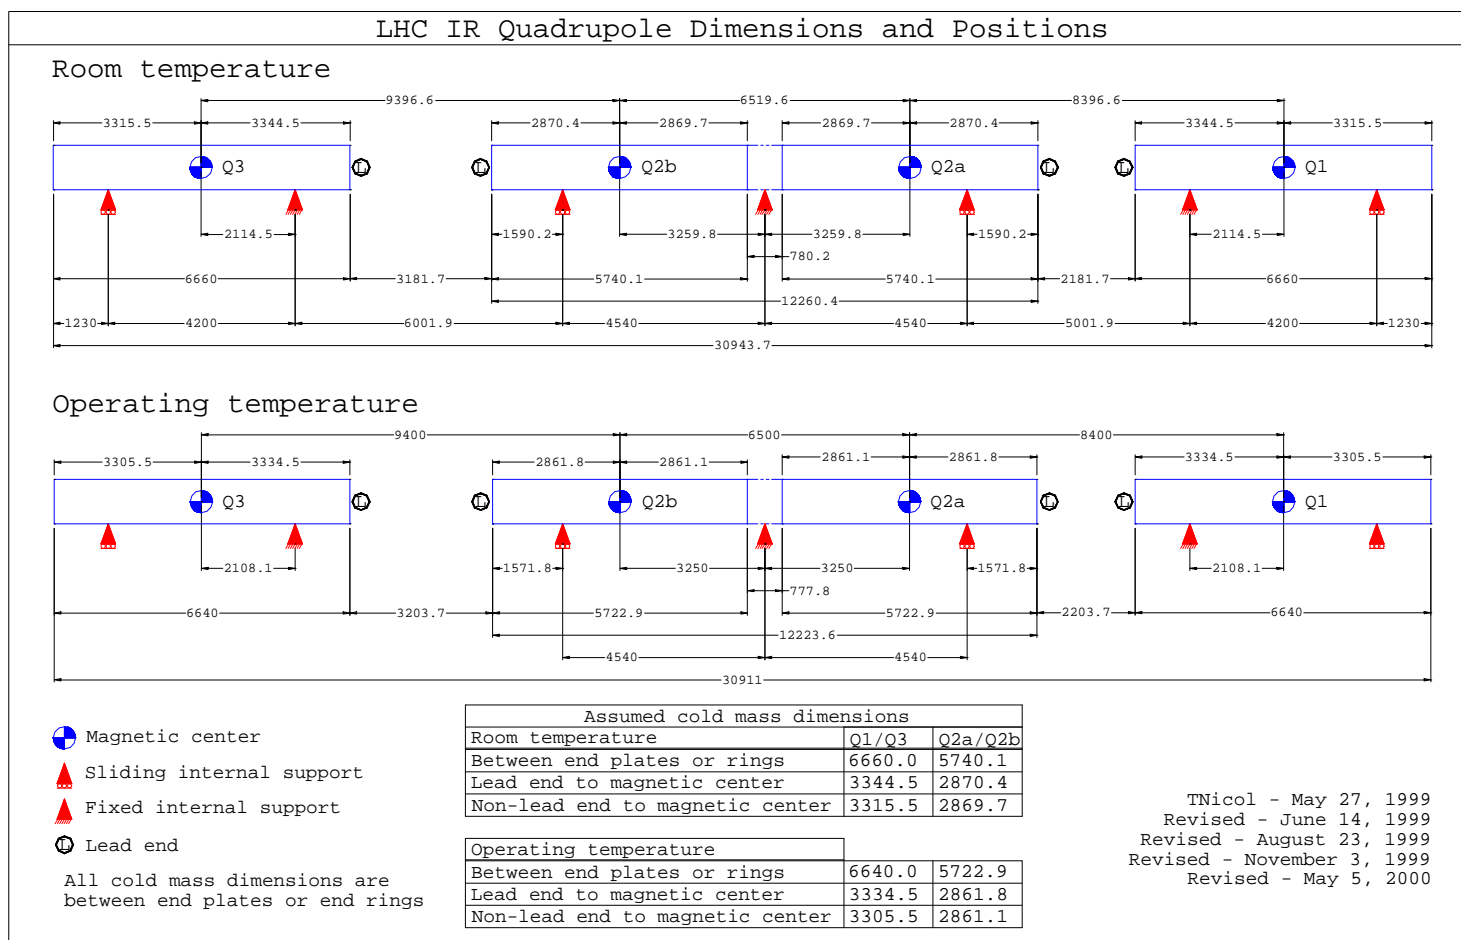 LHC IR Quadrupole Dimensions and Positions
Room temperature
9396.6 6519.6 8396.6
3315.5 3344.5 2870.4 2869.7 2869.7 2870.4 3344.5 3315.5
Q3 L L Q2b Q2a L L Q1
2114.5 1590.2 3259.8 3259.8 1590.2 2114.5
780.2
6660 3181.7 5740.1 5740.1 2181.7 6660
12260.4
1230 4200 6001.9 4540 4540 5001.9 4200 1230
30943.7
Operating temperature
9400 6500 8400
3305.5 3334.5 2861.8 2861.1 2861.1 2861.8 3334.5 3305.5
Q3 L L Q2b Q2a L L Q1
2108.1 1571.8 3250 3250 1571.8 2108.1
777.8
6640 3203.7 5722.9 5722.9 2203.7 6640
12223.6
4540 4540
30911
Magnetic center
Sliding internal support
Fixed internal support
L Lead end
All cold mass dimensions are
between end plates or end rings
Assumed cold mass dimensions
Room temperature Q1/Q3 Q2a/Q2b
Between end plates or rings 6660.0 5740.1
Lead end to magnetic center 3344.5 2870.4
Non-lead end to magnetic center 3315.5 2869.7
Operating temperature
Between end plates or rings 6640.0 5722.9
Lead end to magnetic center 3334.5 2861.8
Non-lead end to magnetic center 3305.5 2861.1
TNicol - May 27, 1999
Revised - June 14, 1999
Revised - August 23, 1999
Revised - November 3, 1999
Revised - May 5, 2000